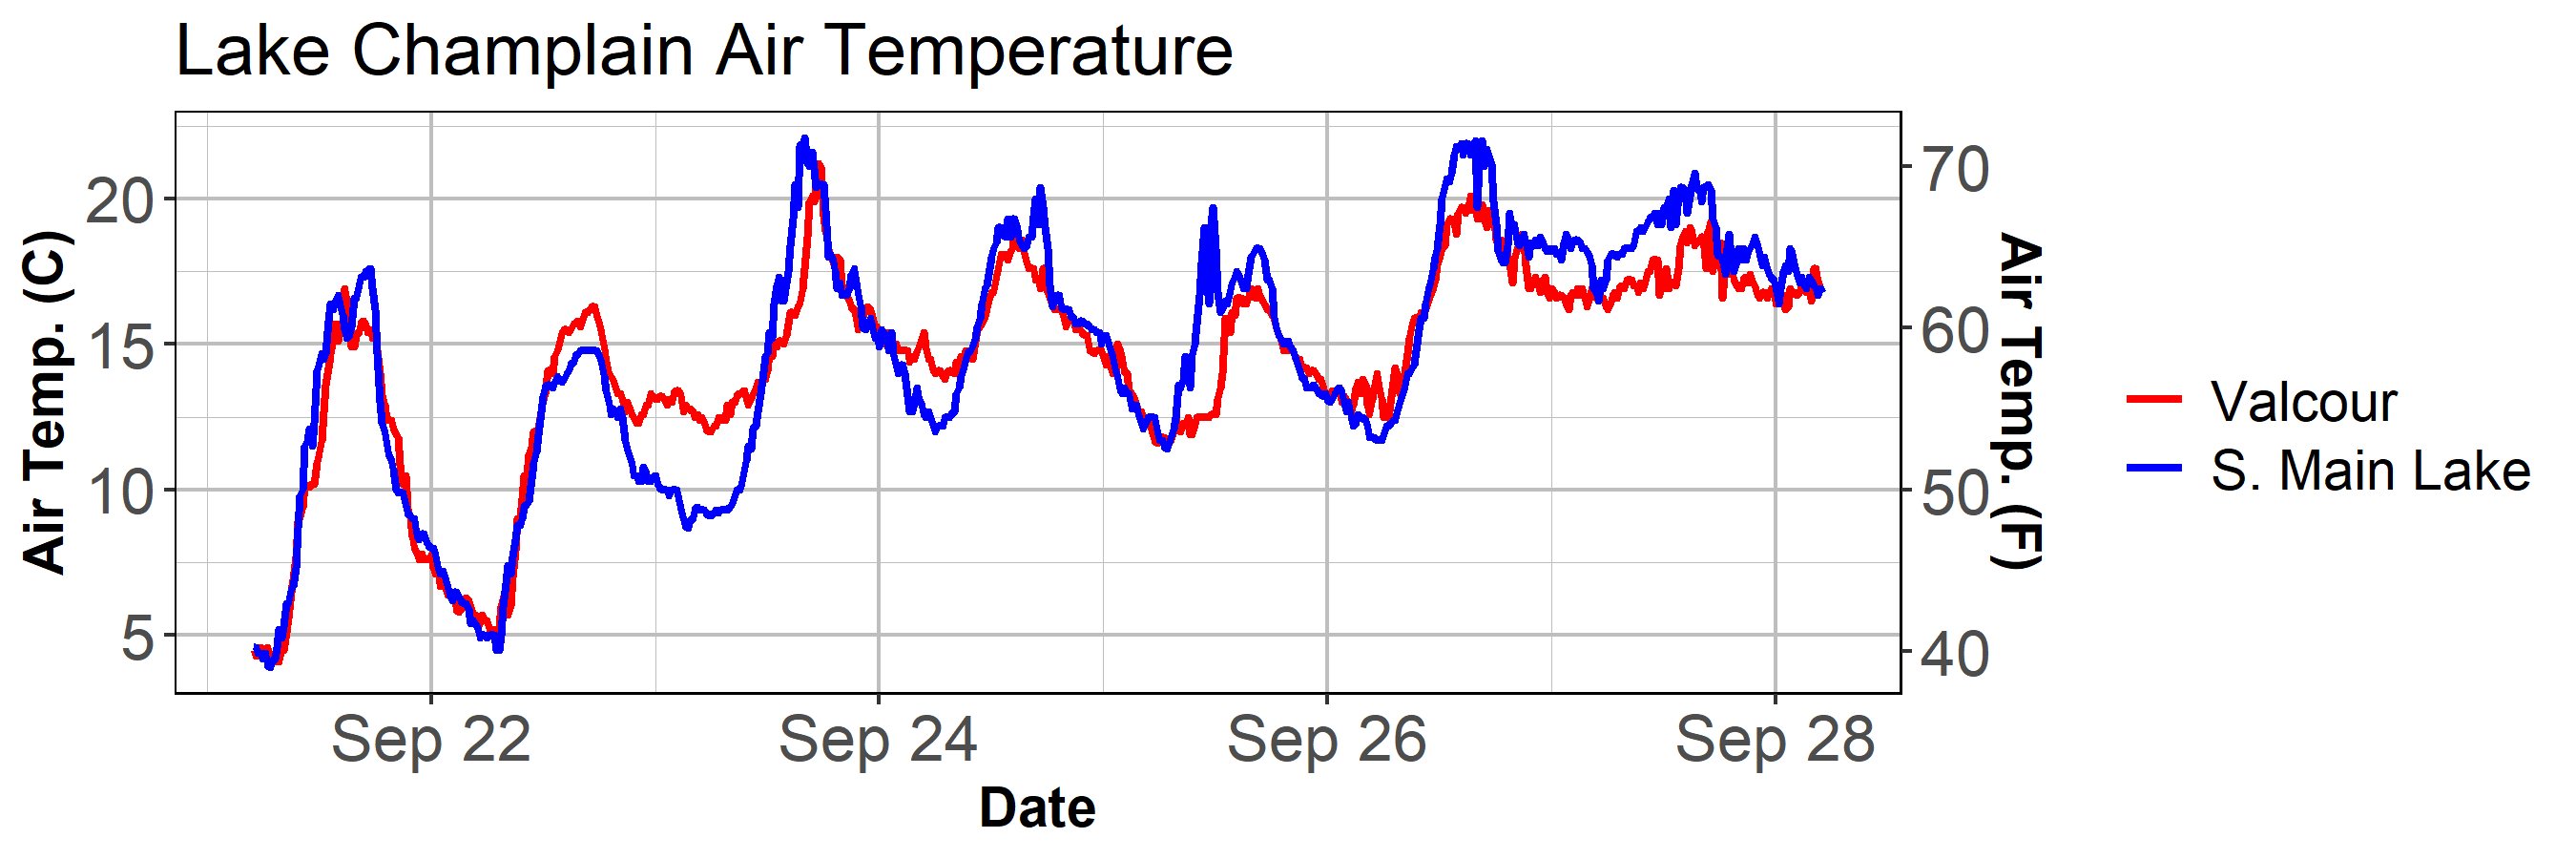 Lake Champlain Air Temperature
Air Temp. (C)
20
15
10
5
70
60
50
40
Air Temp. (F)
Sep 22
Sep 24
Sep 26
Sep 28
Date
Valcour
S. Main Lake